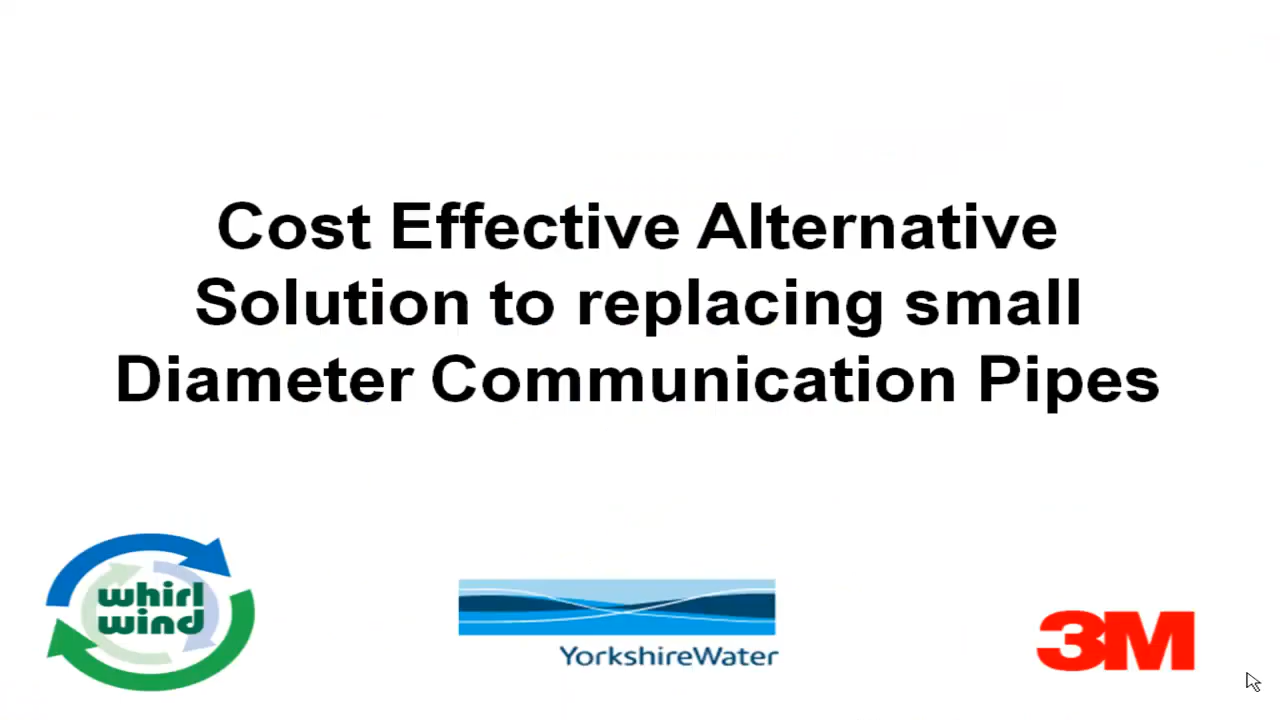 Cost Effective Alternative
Solution to replacing small
Diameter Communication Pipes
whirl
wind
YorkshireWater
3M